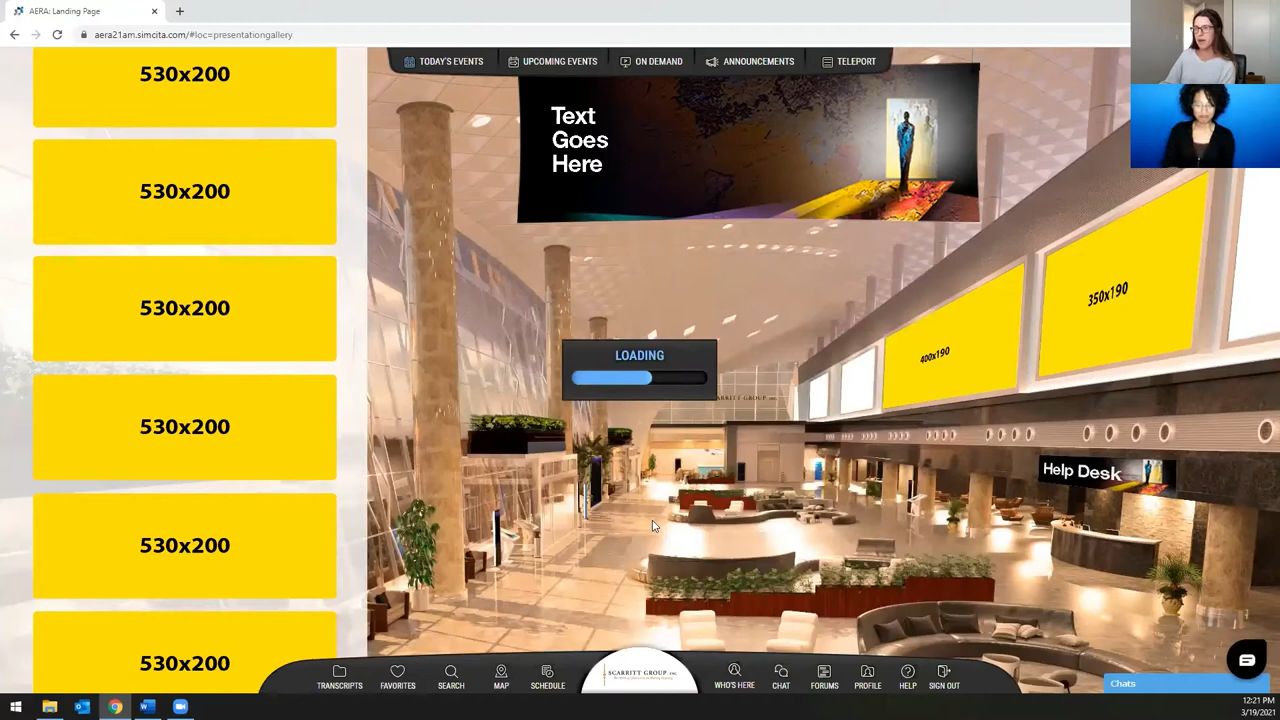 AERA: Landing Page
aera21am.simcita.com/#loc=presentationgallery
TODAY'S EVENTS
UPCOMING EVENTS
ON DEMAND
ANNOUNCEMENTS
TELEPORT
530x200
530x200
530x200
530x200
530x200
530x200
Text
Goes
Here
400x190
350x190
LOADING
Help Desk
TRANSCRIPTS
FAVORITES
SEARCH
MAP
SCHEDULE
SCARRITT GROUP, INC.
WHO'S HERE
CHAT
FORUMS
PROFILE
HELP
SIGN OUT
Chats
12:21 PM
3/19/2021